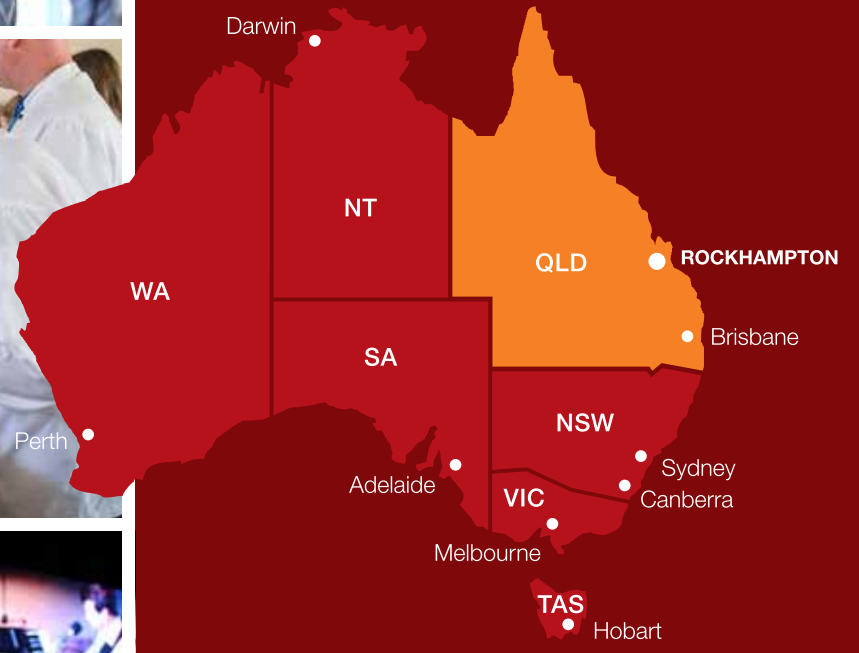 Darwin
NT
QLD
ROCKHAMPTON
WA
Brisbane
SA
NSW
Perth
Sydney
Adelaide
VIC
Canberra
Melbourne
TAS
Hobart